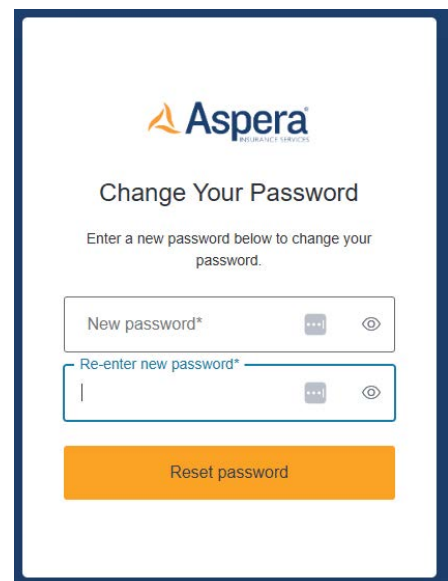 Aspera
INSURANCE SERVICES
Change Your Password
Enter a new password below to change your
password.
New password*
Re-enter new password*
Reset password